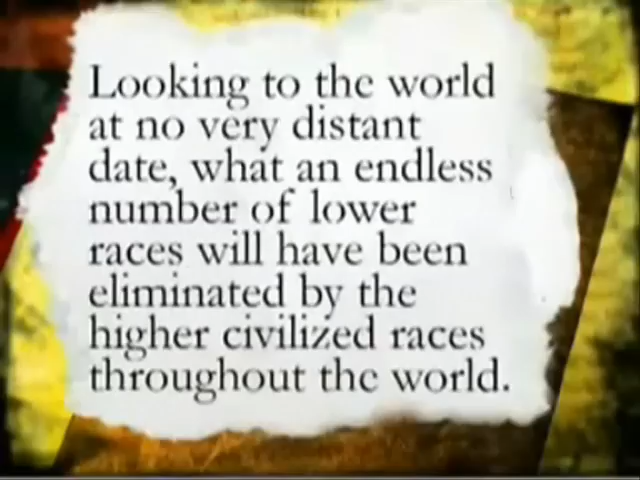 Looking to the world
at no very distant
date, what an endless
number of lower
races will have been
eliminated by the
higher civilized races
throughout the world.